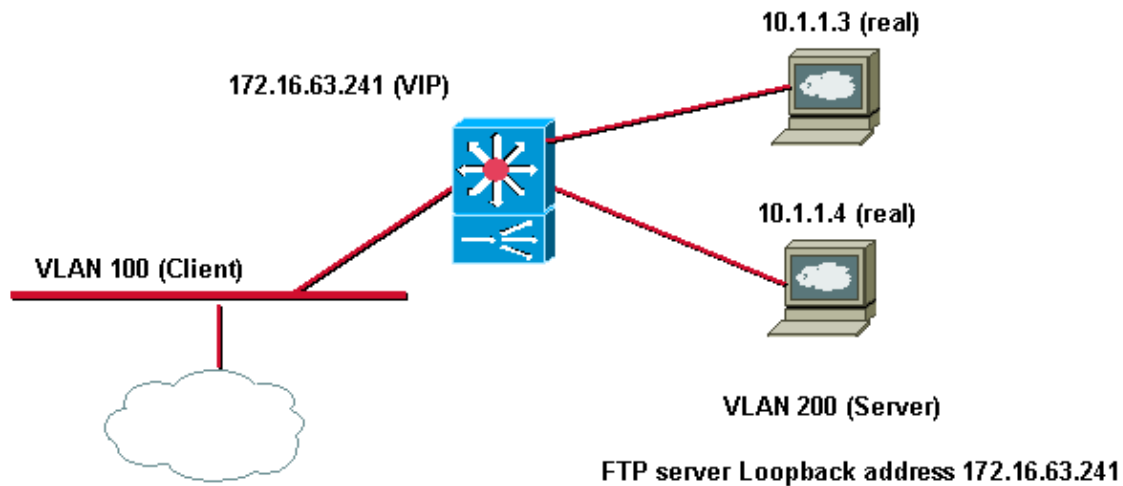 10.1.1.3 (real)
172.16.63.241 (VIP)
10.1.1.4 (real)
VLAN 100 (Client)
VLAN 200 (Server)
FTP server Loopback address 172.16.63.241